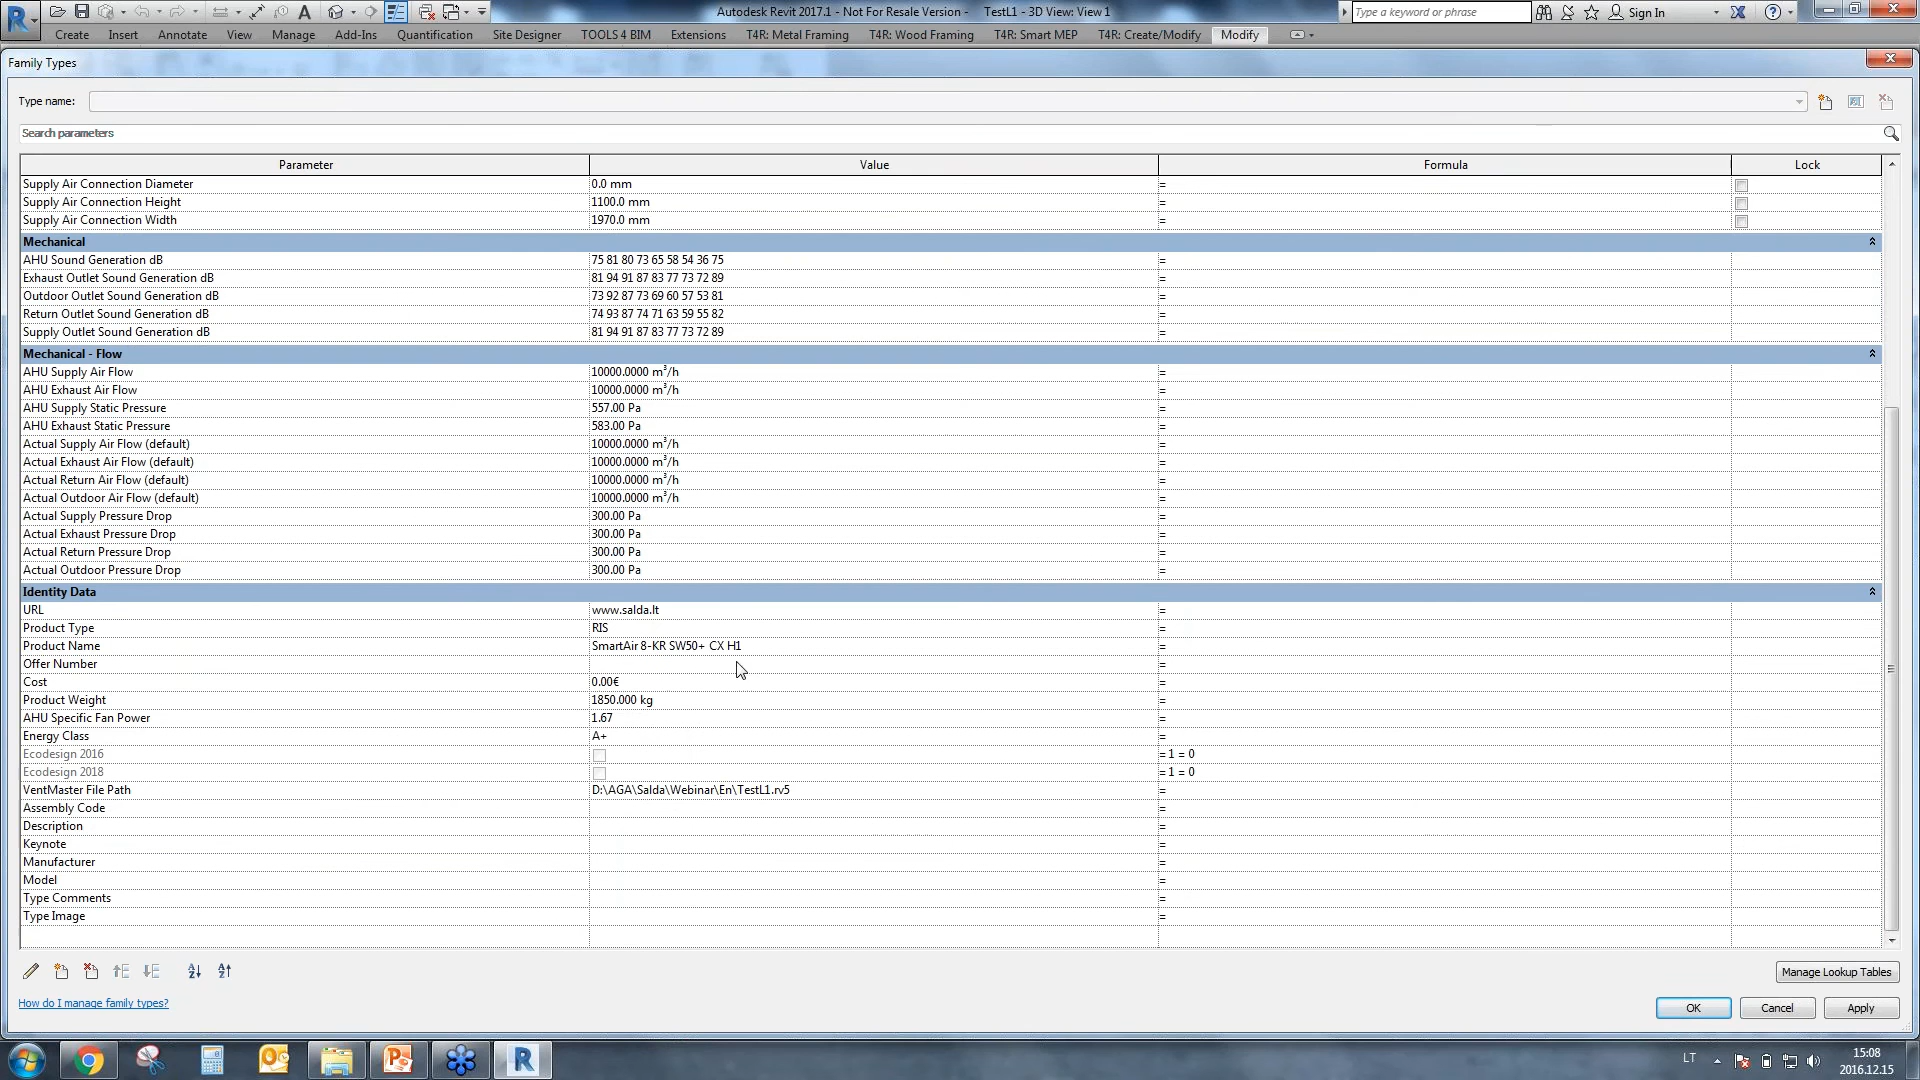 Autodesk Revit 2017.1 - Not For Resale Version - TestL1 - 3D View: View 1
Type a keyword or phrase
Sign In
Create Insert Annotate View Manage Add-Ins Quantification Site Designer TOOLS 4 BIM Extensions T4R: Metal Framing T4R: Wood Framing T4R: Smart MEP T4R: Create/Modify Modify
Family Types
Type name:
Search parameters
Parameter Value Formula Lock
Supply Air Connection Diameter 0.0 mm =
Supply Air Connection Height 1100.0 mm =
Supply Air Connection Width 1970.0 mm =
Mechanical
AHU Sound Generation dB 75 81 80 73 65 58 54 36 75 =
Exhaust Outlet Sound Generation dB 81 94 91 87 83 77 73 72 89 =
Outdoor Outlet Sound Generation dB 73 92 87 73 69 60 57 53 81 =
Return Outlet Sound Generation dB 74 93 87 74 71 63 59 55 82 =
Supply Outlet Sound Generation dB 81 94 91 87 83 77 73 72 89 =
Mechanical - Flow
AHU Supply Air Flow 10000.0000 m³/h =
AHU Exhaust Air Flow 10000.0000 m³/h =
AHU Supply Static Pressure 557.00 Pa =
AHU Exhaust Static Pressure 583.00 Pa =
Actual Supply Air Flow (default) 10000.0000 m³/h =
Actual Exhaust Air Flow (default) 10000.0000 m³/h =
Actual Return Air Flow (default) 10000.0000 m³/h =
Actual Outdoor Air Flow (default) 10000.0000 m³/h =
Actual Supply Pressure Drop 300.00 Pa =
Actual Exhaust Pressure Drop 300.00 Pa =
Actual Return Pressure Drop 300.00 Pa =
Actual Outdoor Pressure Drop 300.00 Pa =
Identity Data
URL www.salda.lt =
Product Type RIS =
Product Name SmartAir 8-KR SW50+ CX H1 =
Offer Number =
Cost 0.00€ =
Product Weight 1850.000 kg =
AHU Specific Fan Power 1.67 =
Energy Class A+ =
Ecodesign 2016 = 1 = 0
Ecodesign 2018 = 1 = 0
VentMaster File Path D:\AGA\Salda\Webinar\En\TestL1.rv5 =
Assembly Code =
Description =
Keynote =
Manufacturer =
Model =
Type Comments =
Type Image =
Manage Lookup Tables
How do I manage family types?
OK Cancel Apply
LT
15:08
2016.12.15